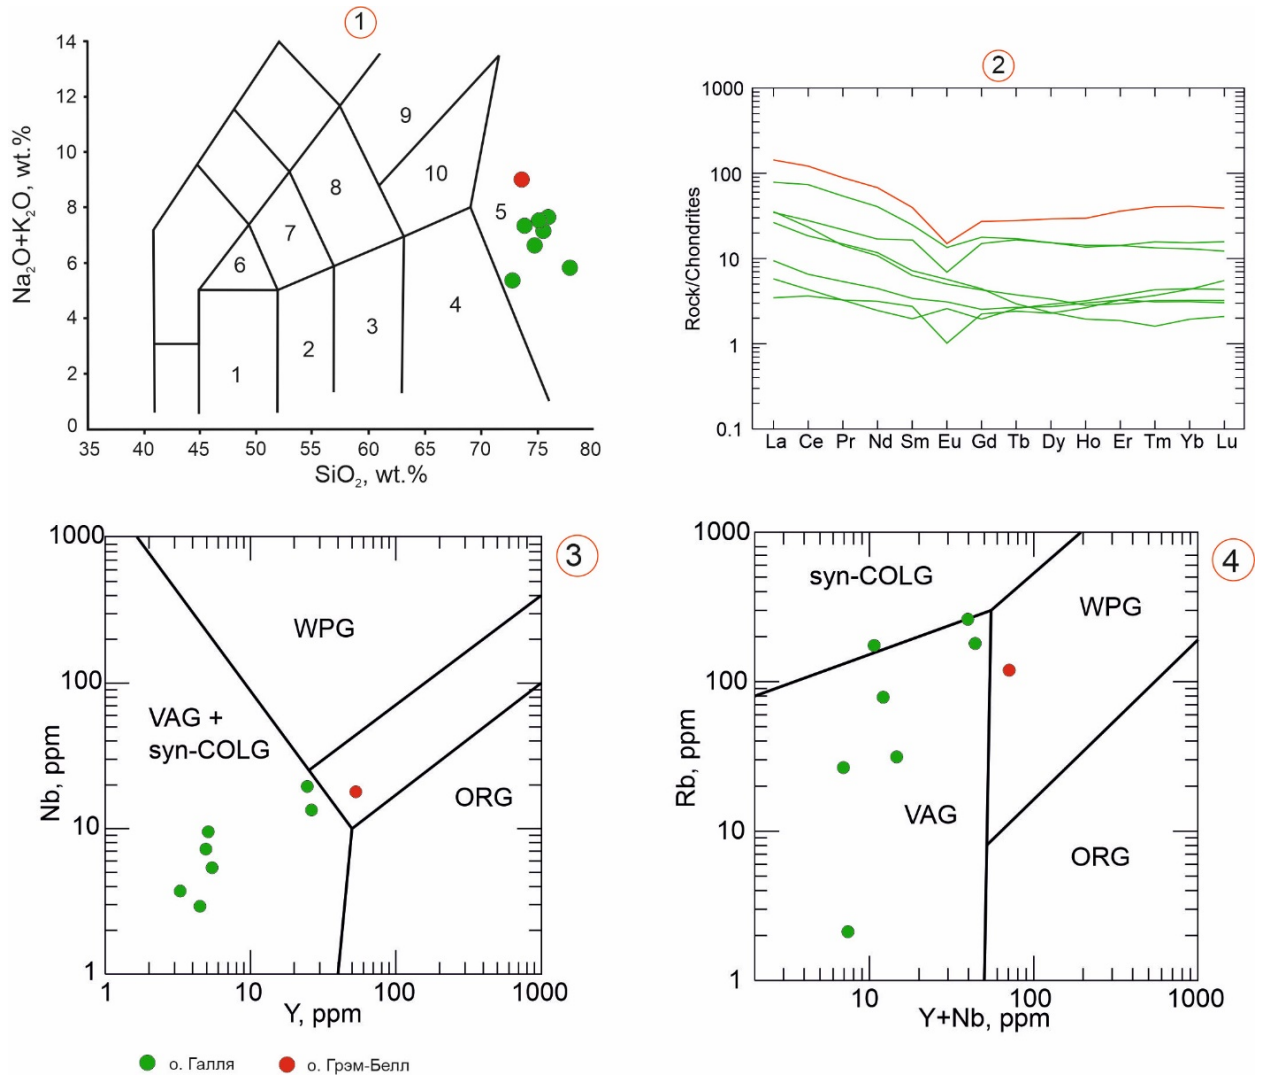 1
14
12
10
8
6
4
2
0
Na2O+K2O, wt.%
9
10
8
5
7
6
4
3
2
1
35 40 45 50 55 60 65 70 75 80
SiO2, wt.%
2
1000
100
10
1
0.1
Rock/Chondrites
La Ce Pr Nd Sm Eu Gd Tb Dy Ho Er Tm Yb Lu
3
1000
100
10
1
Nb, ppm
WPG
VAG +
syn-COLG
ORG
1 10 100 1000
Y, ppm
4
1000
100
10
1
Rb, ppm
syn-COLG
WPG
VAG
ORG
10 100 1000
Y+Nb, ppm
о. Галля о. Грэм-Белл